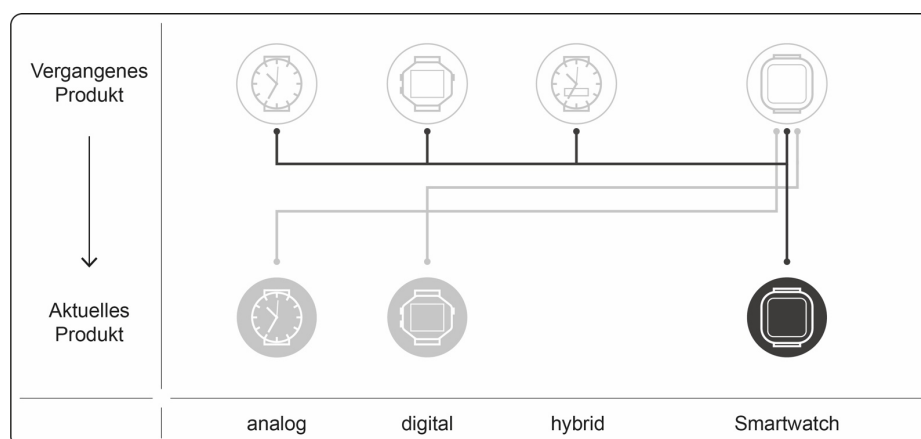 Vergangenes
Produkt
Aktuelles
Produkt
analog
digital
hybrid
Smartwatch